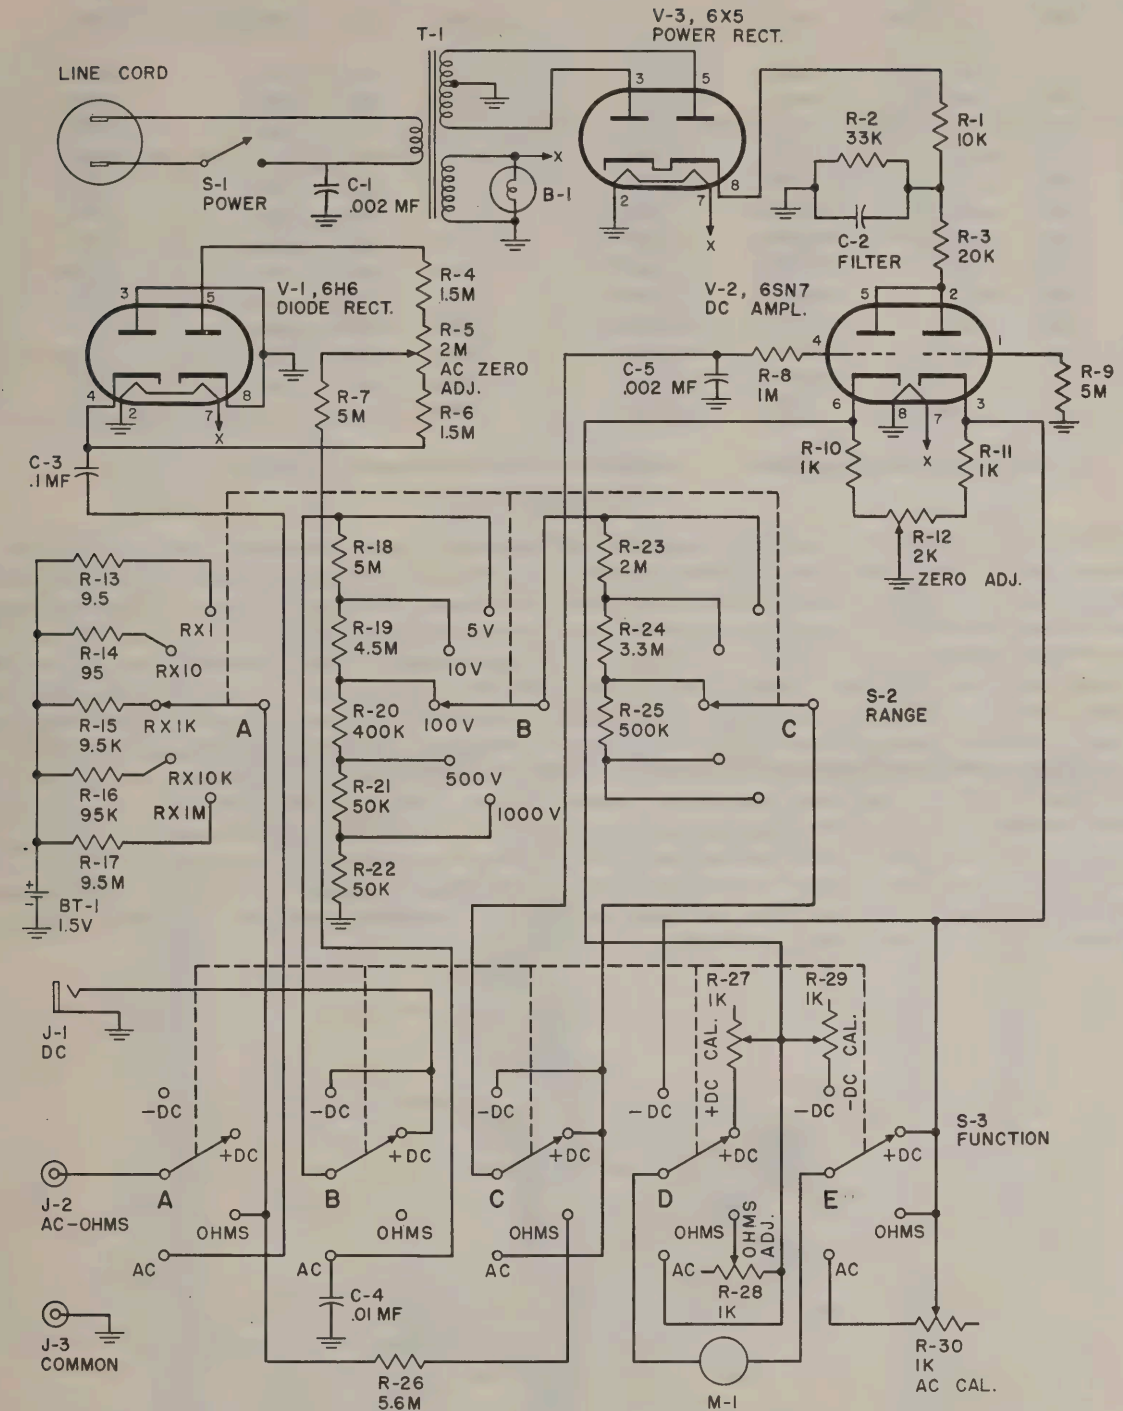 V-3, 6X5
POWER RECT.
T-1
LINE CORD
3
5
R-2
33K
R-1
10K
S-1
POWER
C-1
.002 MF
X
B-1
2
7
8
X
C-2
FILTER
R-3
20K
V-1, 6H6
DIODE RECT.
3
5
R-4
1.5M
R-5
2M
AC ZERO
ADJ.
R-7
5M
R-6
1.5M
4
2
7
8
X
V-2, 6SN7
DC AMPL.
5
2
4
1
C-5
.002 MF
R-8
1M
R-9
5M
6
8
7
3
X
R-10
1K
R-11
1K
R-12
2K
ZERO ADJ.
C-3
.1MF
R-13
9.5
RX1
R-14
95
RX10
R-15
9.5K
RX1K
A
R-16
95K
RX10K
RX1M
R-17
9.5M
+
-
BT-1
1.5V
R-18
5M
5V
R-19
4.5M
10V
R-20
400K
100V
B
500V
R-21
50K
1000V
R-22
50K
R-23
2M
R-24
3.3M
R-25
500K
C
S-2
RANGE
J-1
DC
R-27
1K
+DC CAL.
R-29
1K
-DC CAL.
-DC
-DC
-DC
-DC
-DC
+DC
+DC
+DC
+DC
+DC
S-3
FUNCTION
J-2
AC-OHMS
A
B
C
D
E
OHMS
OHMS
OHMS
OHMS
OHMS
OHMS
ADJ.
AC
AC
AC
AC
AC
C-4
.01 MF
R-28
1K
J-3
COMMON
R-26
5.6M
M-1
R-30
1K
AC CAL.